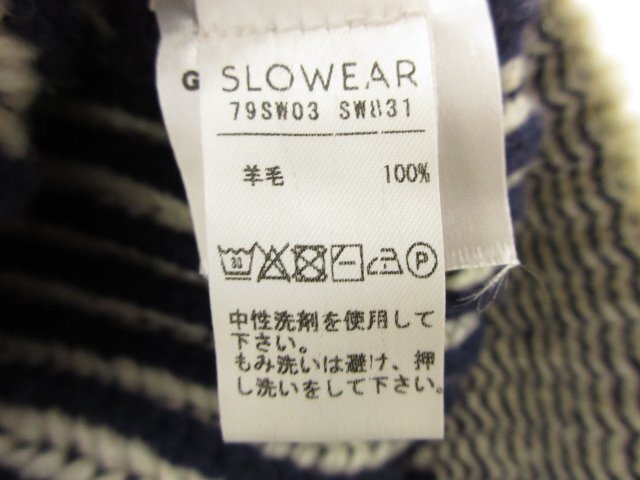 G SLOWEAR
79SW03 SW831
羊毛 100%
30 P
中性洗剤を使用して
下さい。
もみ洗いは避け、押
し洗いをして下さい。